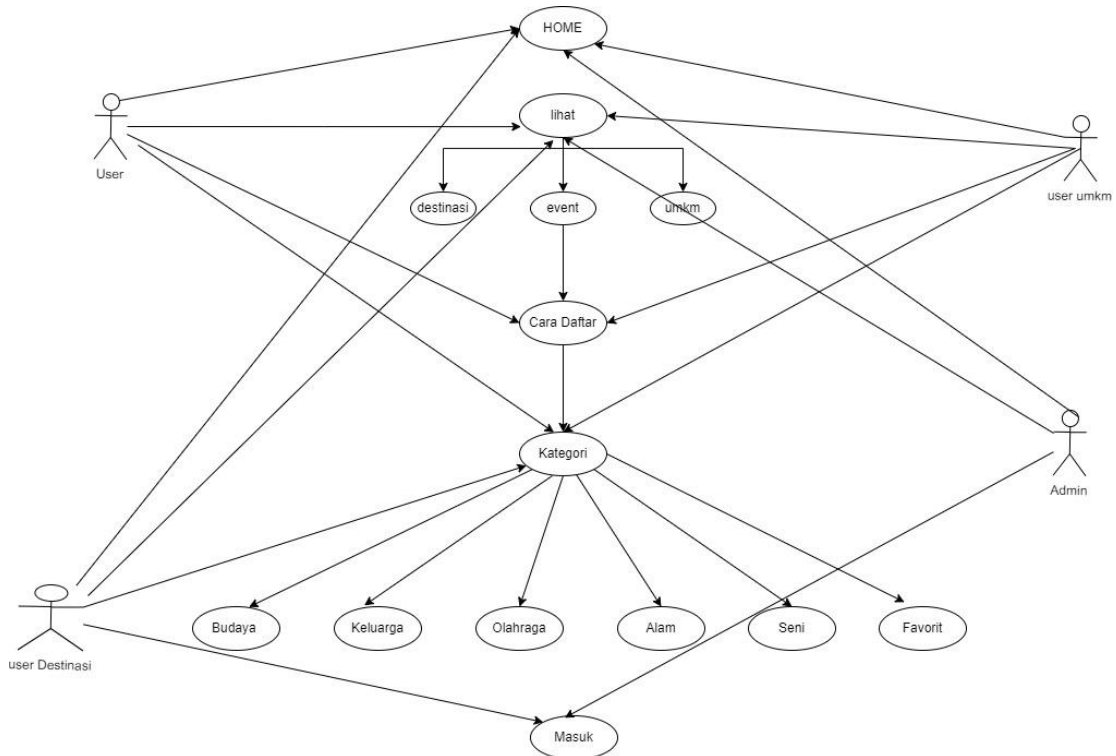 HOME
lihat
User
user umkm
destinasi
event
umkm
Cara Daftar
Kategori
Admin
Budaya
Keluarga
Olahraga
Alam
Seni
Favorit
user Destinasi
Masuk